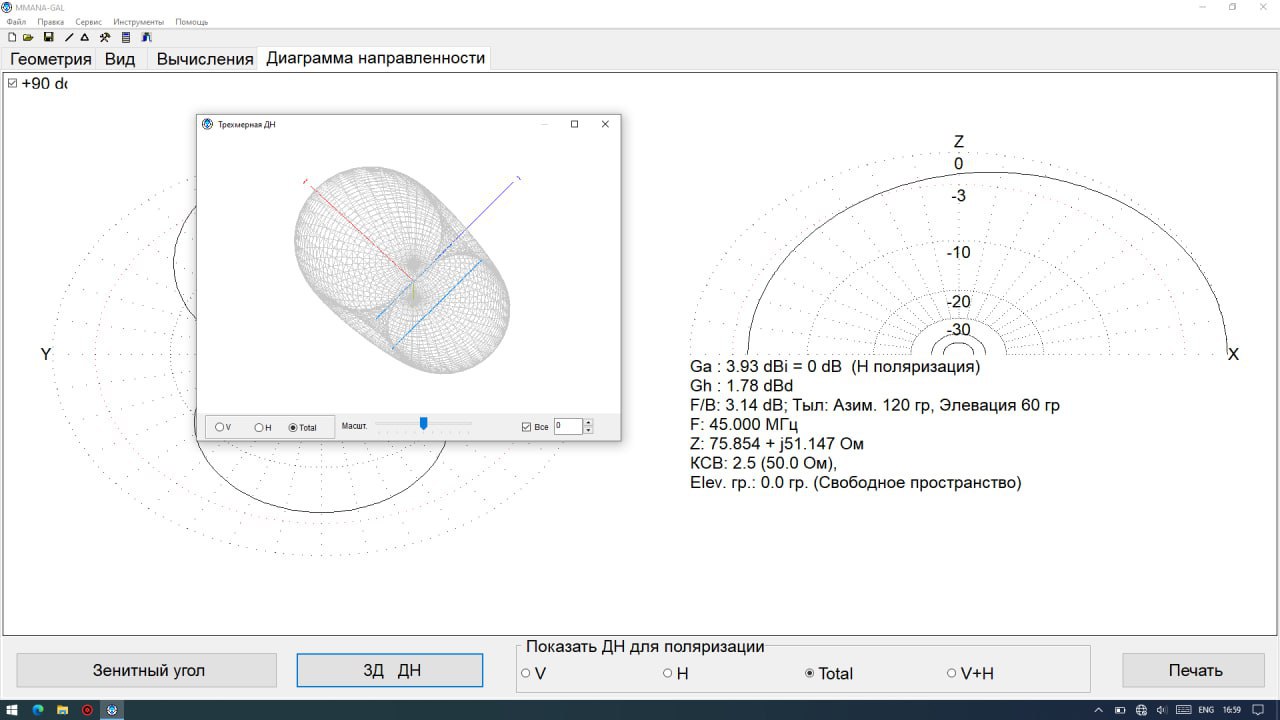 MMANA-GAL
Файл Правка Сервис Инструменты Помощь
Геометрия Вид Вычисления Диаграмма направленности
+90
Трехмерная ДН
V H Total Масшт. Все 0
Y
Z
0
-3
-10
-20
-30
X
Ga : 3.93 dBi = 0 dB (H поляризация)
Gh : 1.78 dBd
F/B: 3.14 dB; Тыл: Азим. 120 гр, Элевация 60 гр
F: 45.000 МГц
Z: 75.854 + j51.147 Ом
КСВ: 2.5 (50.0 Ом),
Elev. гр.: 0.0 гр. (Свободное пространство)
Показать ДН для поляризации
Зенитный угол 3Д ДН V H Total V+H Печать
ENG 16:59